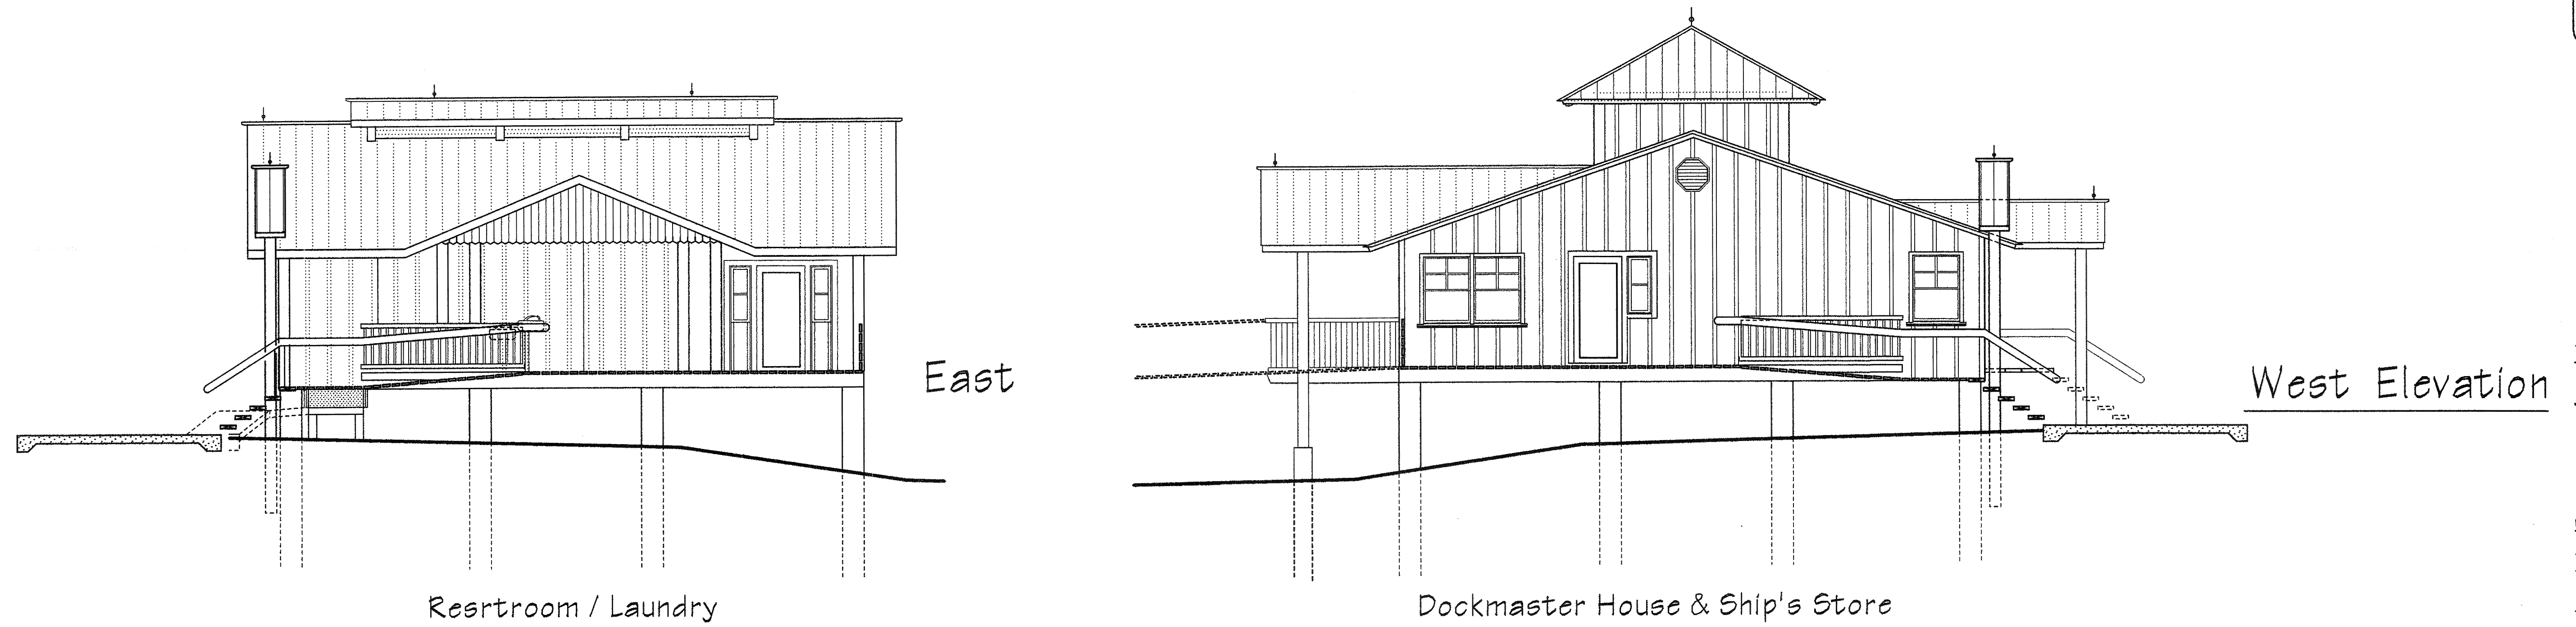 East
West Elevation
Resrtroom / Laundry
Dockmaster House & Ship's Store